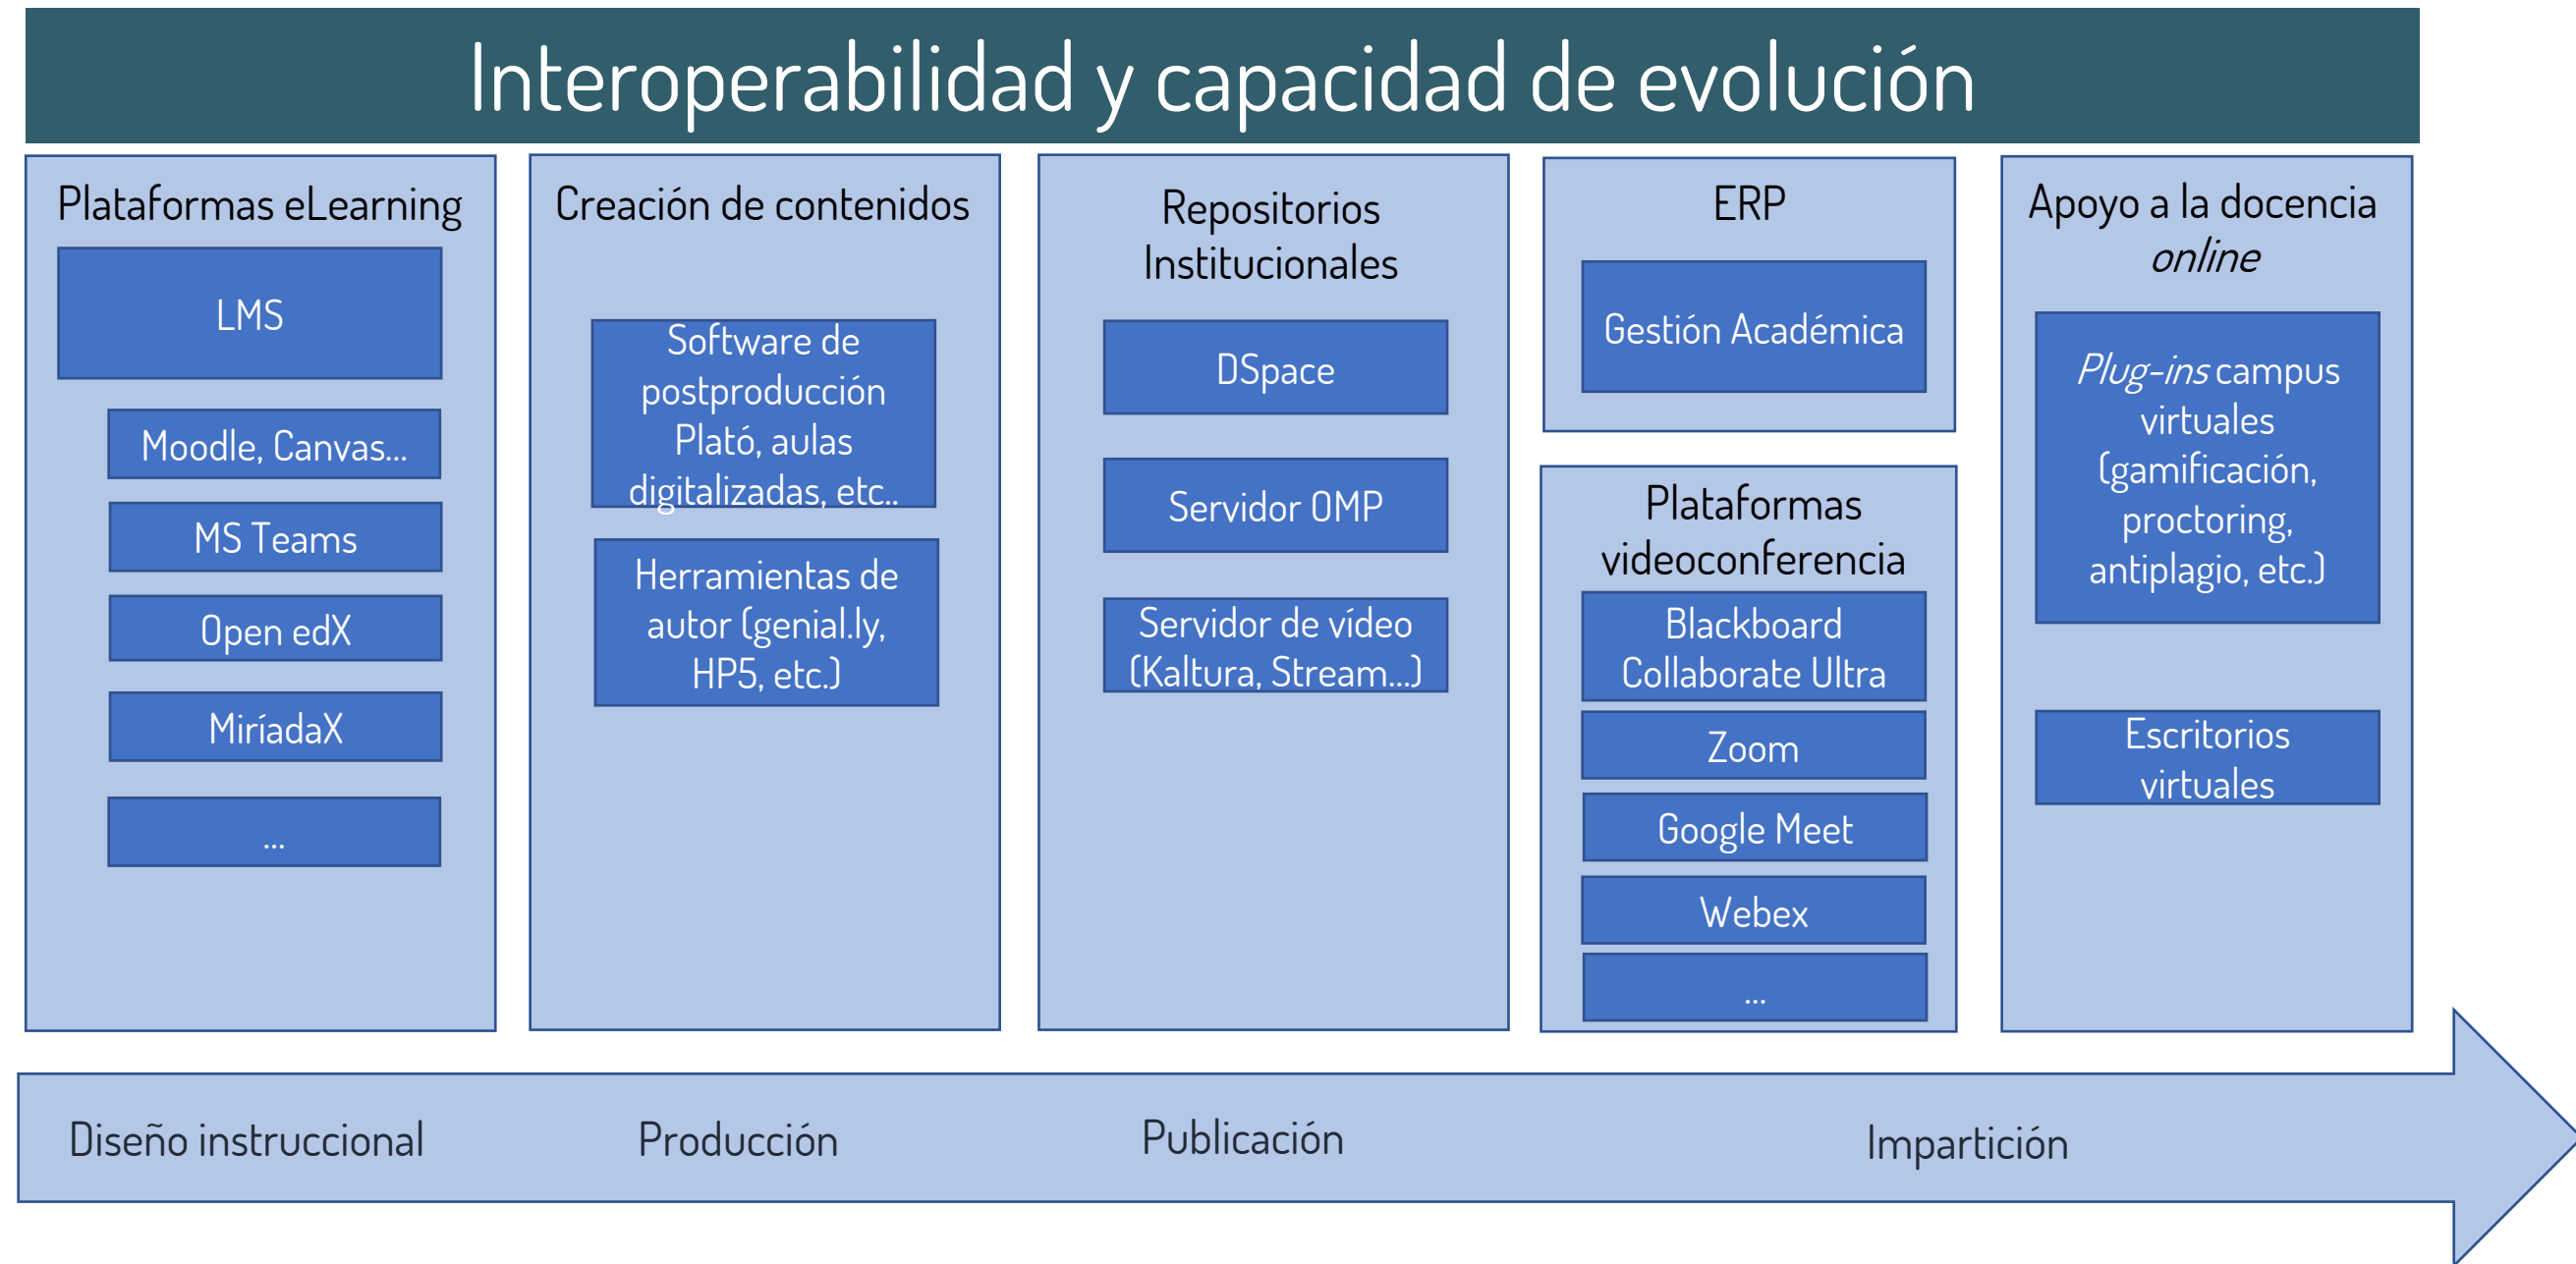 Interoperabilidad y capacidad de evolución
Plataformas eLearning
LMS
Moodle, Canvas...
MS Teams
Open edX
MiríadaX
...
Creación de contenidos
Software de
postproducción
Plató, aulas
digitalizadas, etc..
Herramientas de
autor (genial.ly,
HP5, etc.)
Repositorios
Institucionales
DSpace
Servidor OMP
Servidor de vídeo
(Kaltura, Stream...)
ERP
Gestión Académica
Plataformas
videoconferencia
Blackboard
Collaborate Ultra
Zoom
Google Meet
Webex
...
Apoyo a la docencia
online
Plug-ins campus
virtuales
(gamificación,
proctoring,
antiplagio, etc.)
Escritorios
virtuales
Diseño instruccional
Producción
Publicación
Impartición